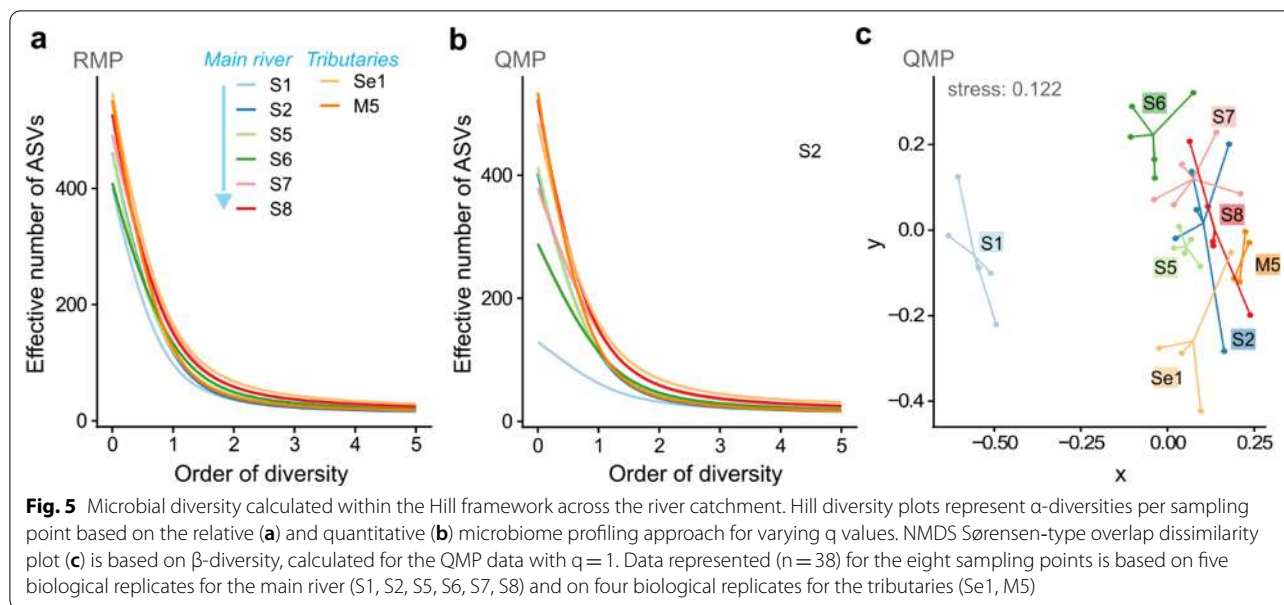 a
RMP
Main river Tributaries
S1 Se1
S2 M5
S5
S6
S7
S8
Effective number of ASVs
400
200
0
0 1 2 3 4 5
Order of diversity
b
QMP
S2
Effective number of ASVs
400
200
0
0 1 2 3 4 5
Order of diversity
c
QMP
stress: 0.122
S6
S7
S1
S8
S5
M5
S2
Se1
y
0.2
0.0
−0.2
−0.4
−0.50 −0.25 0.00 0.25
x
Fig. 5 Microbial diversity calculated within the Hill framework across the river catchment. Hill diversity plots represent α-diversities per sampling
point based on the relative (a) and quantitative (b) microbiome profiling approach for varying q values. NMDS Sørensen-type overlap dissimilarity
plot (c) is based on β-diversity, calculated for the QMP data with q = 1. Data represented (n = 38) for the eight sampling points is based on five
biological replicates for the main river (S1, S2, S5, S6, S7, S8) and on four biological replicates for the tributaries (Se1, M5)